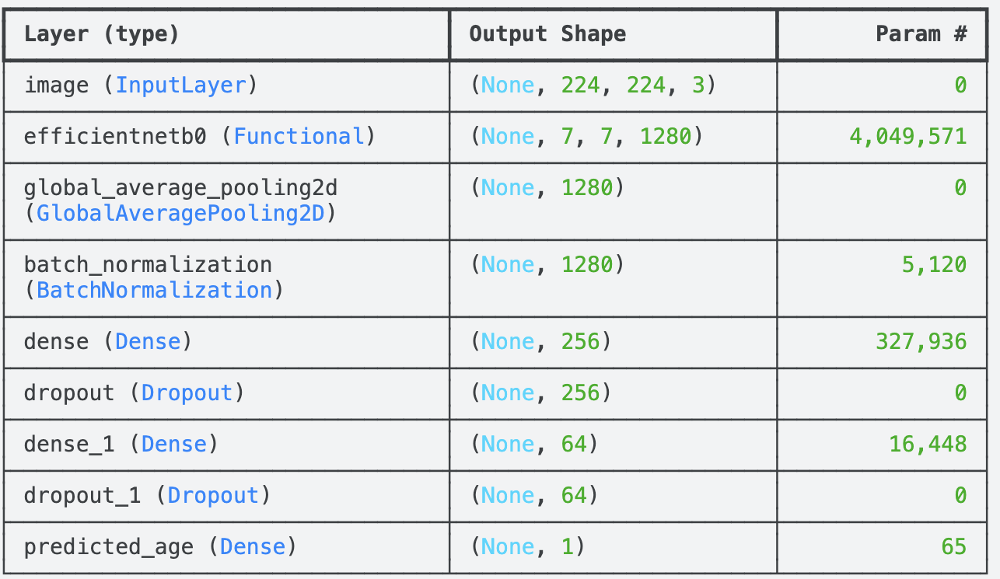 Layer (type) Output Shape Param #
image (InputLayer) (None, 224, 224, 3) 0
efficientnetb0 (Functional) (None, 7, 7, 1280) 4,049,571
global_average_pooling2d (None, 1280) 0
(GlobalAveragePooling2D)
batch_normalization (None, 1280) 5,120
(BatchNormalization)
dense (Dense) (None, 256) 327,936
dropout (Dropout) (None, 256) 0
dense_1 (Dense) (None, 64) 16,448
dropout_1 (Dropout) (None, 64) 0
predicted_age (Dense) (None, 1) 65